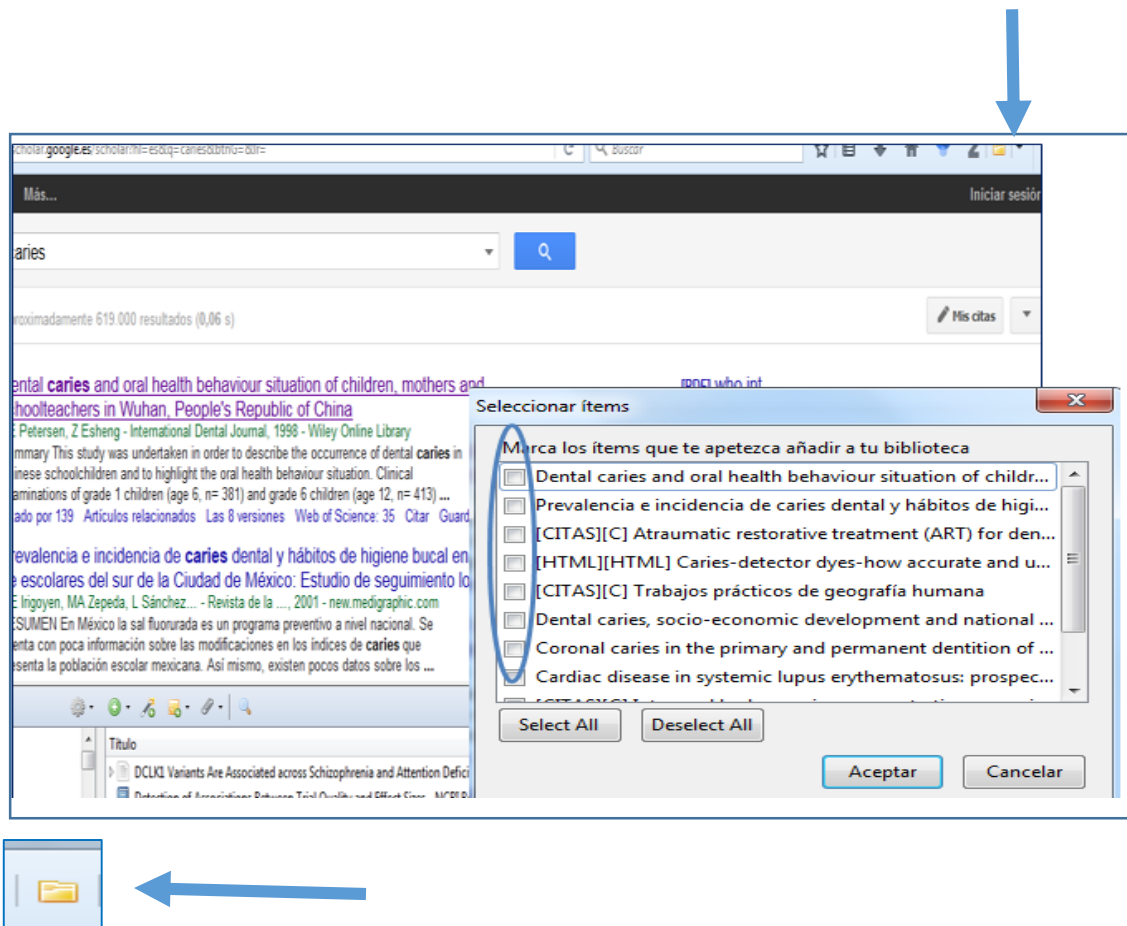 scholar.google.es/scholar?hl=es&q=caries&btnG=&lr=
Buscar
Más...
Iniciar sesión
aries
roximadamente 619.000 resultados (0,06 s)
Mis citas
ental caries and oral health behaviour situation of children, mothers and
hoolteachers in Wuhan, People's Republic of China
E Petersen, Z Esheng - International Dental Journal, 1998 - Wiley Online Library
mmary This study was undertaken in order to describe the occurrence of dental caries in
inese schoolchildren and to highlight the oral health behaviour situation. Clinical
aminations of grade 1 children (age 6, n= 381) and grade 6 children (age 12, n= 413) ...
ado por 139 Artículos relacionados Las 8 versiones Web of Science: 35 Citar Guard
[PDF] who.int
revalencia e incidencia de caries dental y hábitos de higiene bucal en
e escolares del sur de la Ciudad de México: Estudio de seguimiento lo
E Irigoyen, MA Zepeda, L Sánchez... - Revista de la ..., 2001 - new.medigraphic.com
ESUMEN En México la sal fluorurada es un programa preventivo a nivel nacional. Se
enta con poca información sobre las modificaciones en los índices de caries que
esenta la población escolar mexicana. Así mismo, existen pocos datos sobre los ...
Título
DCLK1 Variants Are Associated across Schizophrenia and Attention Defici
Detection of Associations Between Trial Quality and Effect Sizes - NCBI B
Seleccionar ítems
Marca los ítems que te apetezca añadir a tu biblioteca
Dental caries and oral health behaviour situation of childr...
Prevalencia e incidencia de caries dental y hábitos de higi...
[CITAS][C] Atraumatic restorative treatment (ART) for den...
[HTML][HTML] Caries-detector dyes-how accurate and u...
[CITAS][C] Trabajos prácticos de geografía humana
Dental caries, socio-economic development and national ...
Coronal caries in the primary and permanent dentition of ...
Cardiac disease in systemic lupus erythematosus: prospec...
Select All
Deselect All
Aceptar
Cancelar